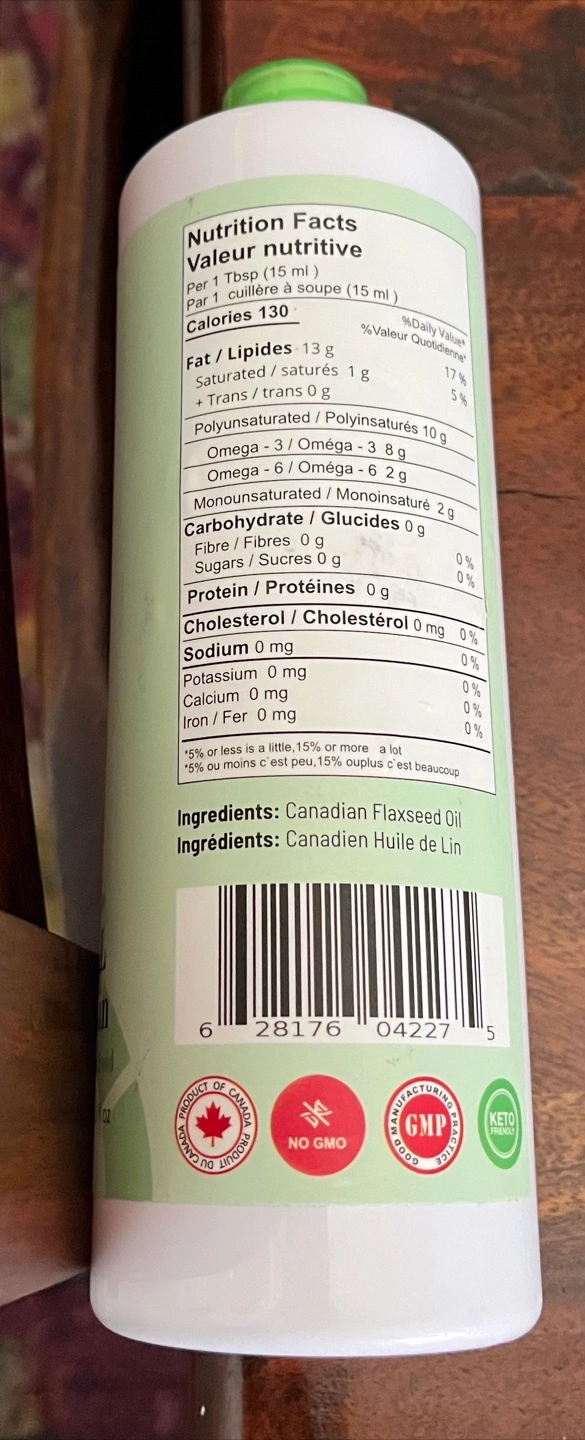 Nutrition Facts
Valeur nutritive
Per 1 Tbsp (15 ml )
Par 1 cuillère à soupe (15 ml )
Calories 130
%Daily Value*
%Valeur Quotidienne*
Fat / Lipides 13 g 17 %
Saturated / saturés 1 g 5 %
+ Trans / trans 0 g
Polyunsaturated / Polyinsaturés 10 g
Omega - 3 / Oméga - 3 8 g
Omega - 6 / Oméga - 6 2 g
Monounsaturated / Monoinsaturé 2 g
Carbohydrate / Glucides 0 g
Fibre / Fibres 0 g 0 %
Sugars / Sucres 0 g 0 %
Protein / Protéines 0 g
Cholesterol / Cholestérol 0 mg 0 %
Sodium 0 mg 0 %
Potassium 0 mg 0 %
Calcium 0 mg 0 %
Iron / Fer 0 mg 0 %
*5% or less is a little,15% or more a lot
*5% ou moins c'est peu,15% ouplus c'est beaucoup
Ingredients: Canadian Flaxseed Oil
Ingrédients: Canadien Huile de Lin
6 28176 04227 5
PRODUCT OF CANADA PRODUIT DU CANADA
NO GMO
GOOD MANUFACTURING PRACTICE
GMP
KETO
FRIENDLY
oz